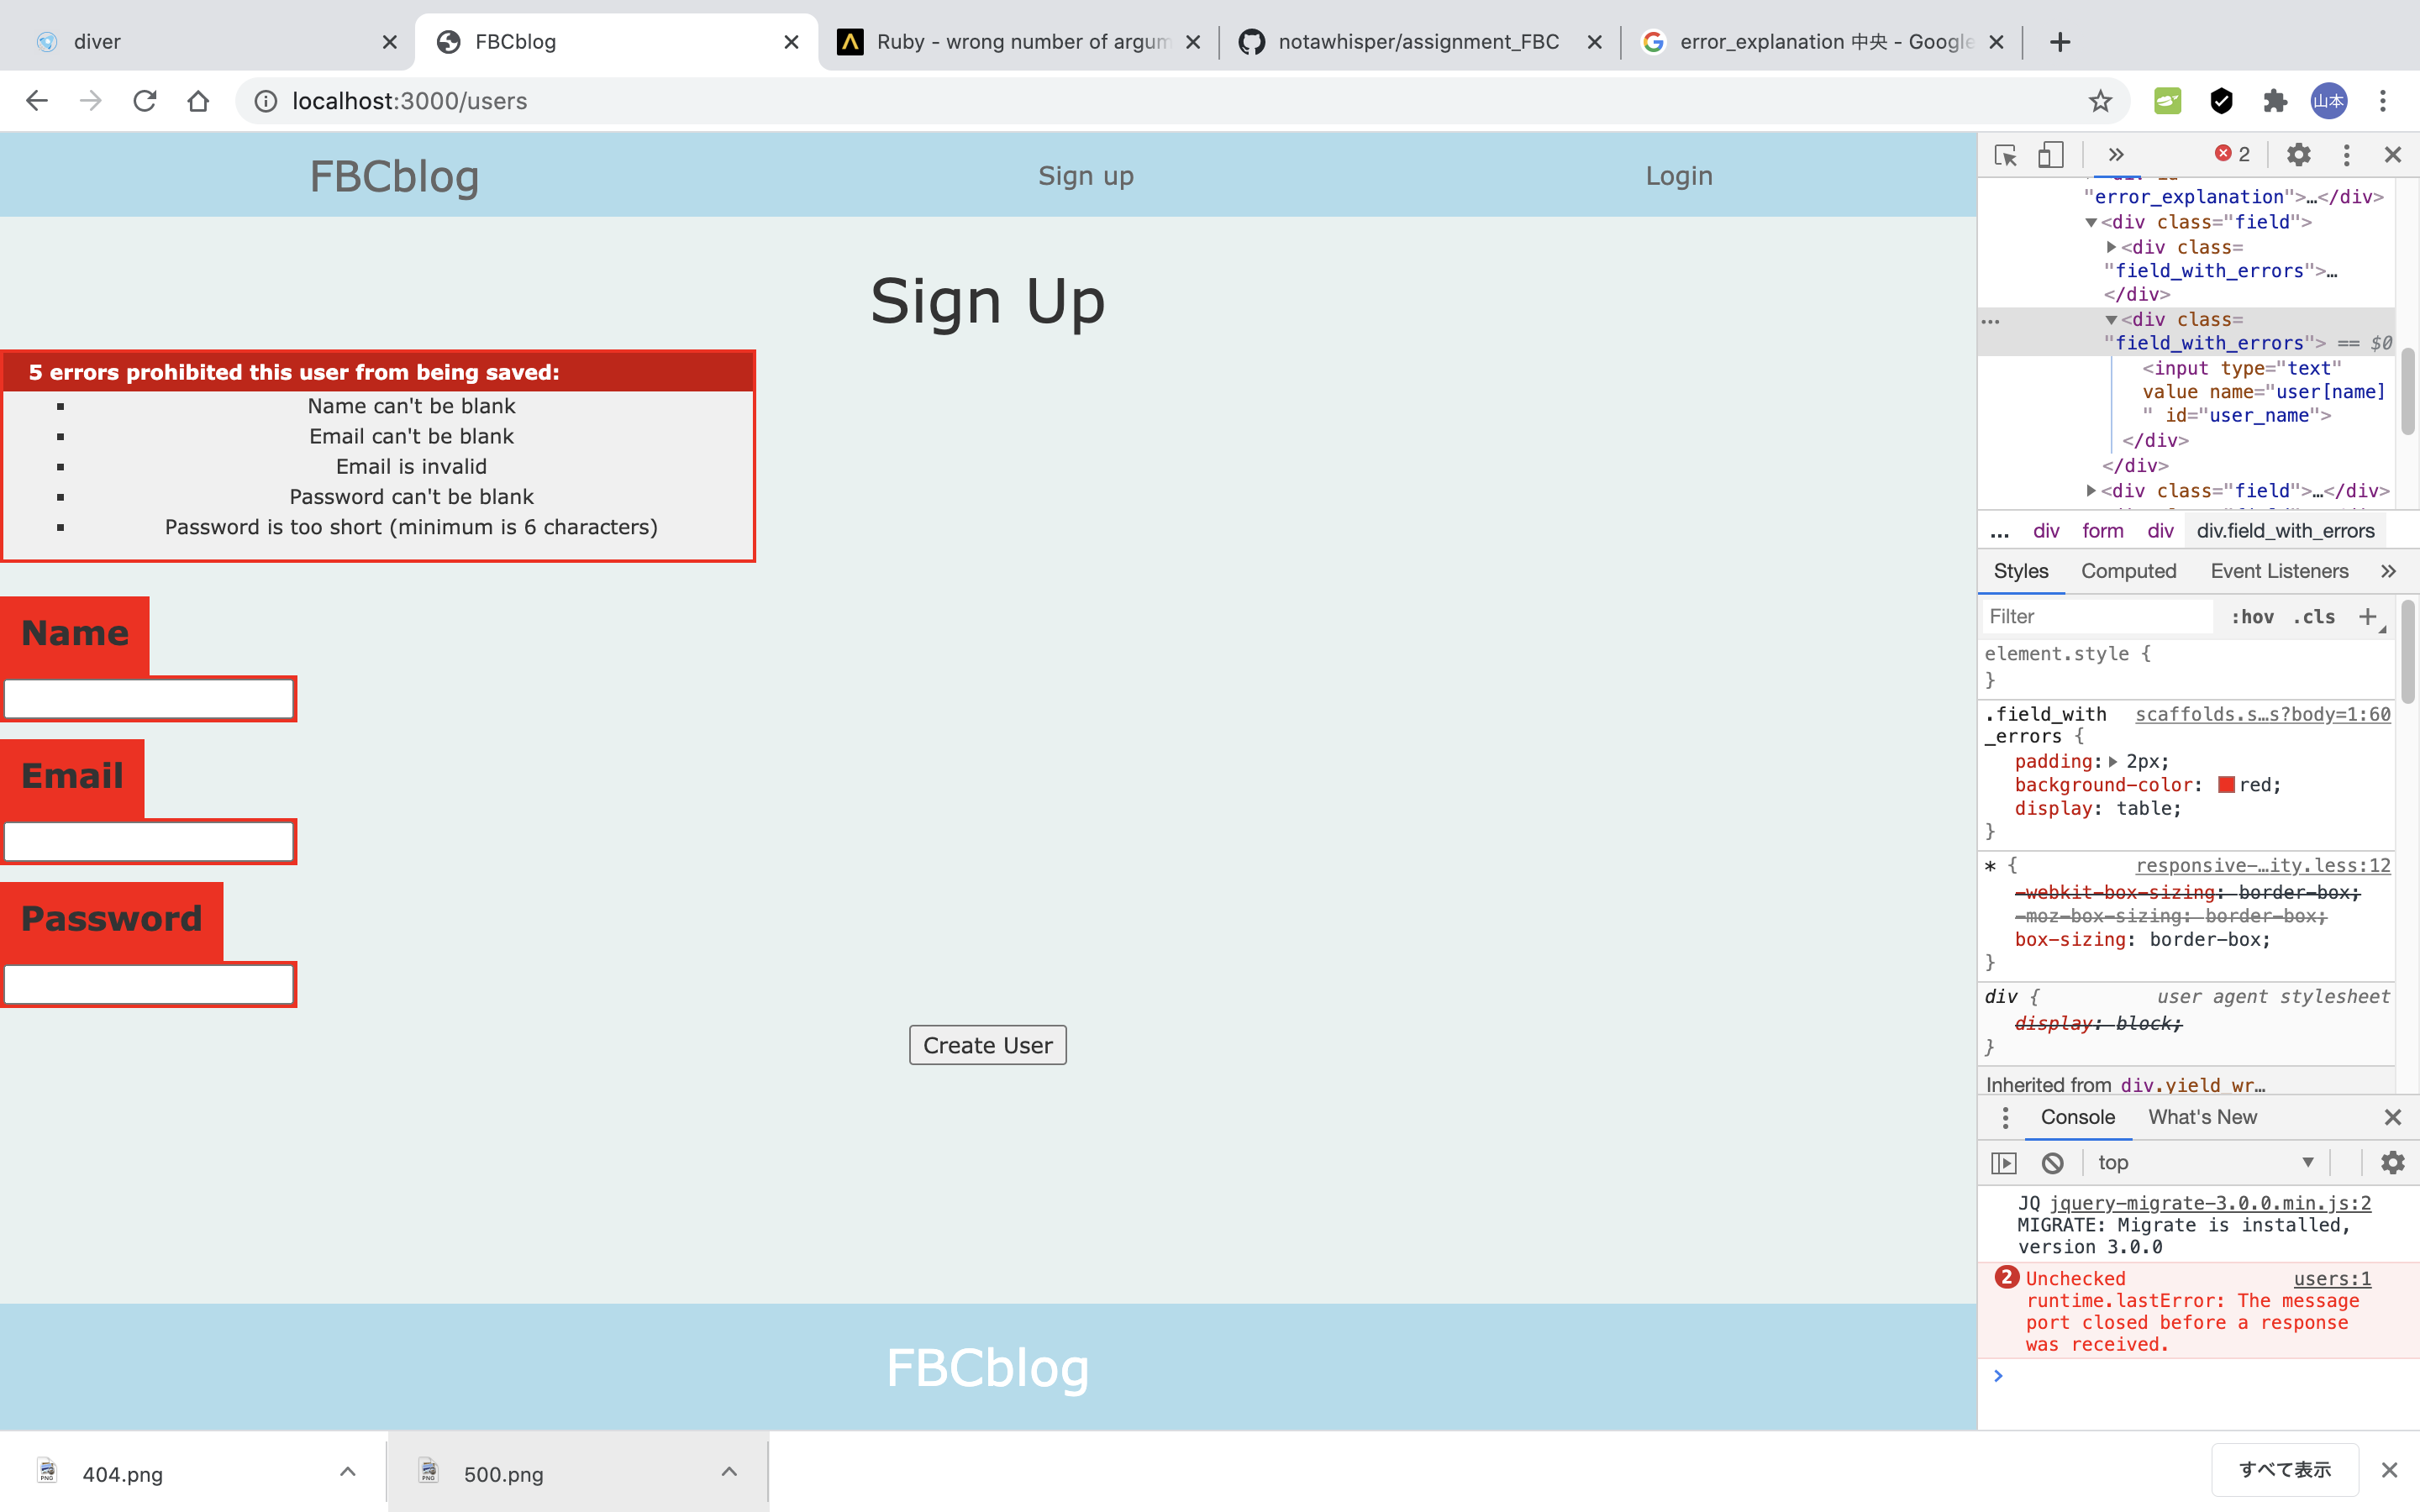 diver
FBCblog
Ruby - wrong number of argum
notawhisper/assignment_FBC
error_explanation 中央 - Google
localhost:3000/users
山本
FBCblog
Sign up
Login
Sign Up
5 errors prohibited this user from being saved:
Name can't be blank
Email can't be blank
Email is invalid
Password can't be blank
Password is too short (minimum is 6 characters)
Name
Email
Password
Create User
FBCblog
404.png
500.png
すべて表示
2
"error_explanation">…</div>
<div class="field">
<div class=
"field_with_errors">…
</div>
<div class=
"field_with_errors"> == $0
<input type="text"
value name="user[name]
" id="user_name">
</div>
</div>
<div class="field">…</div>
... div form div div.field_with_errors
Styles Computed Event Listeners
Filter :hov .cls
element.style {
}
.field_with scaffolds.s…s?body=1:60
_errors {
padding: 2px;
background-color: red;
display: table;
}
* { responsive-…ity.less:12
-webkit-box-sizing: border-box;
-moz-box-sizing: border-box;
box-sizing: border-box;
}
div { user agent stylesheet
display: block;
}
Inherited from div.yield_wr…
Console What's New
top
JQ jquery-migrate-3.0.0.min.js:2
MIGRATE: Migrate is installed,
version 3.0.0
2 Unchecked users:1
runtime.lastError: The message
port closed before a response
was received.